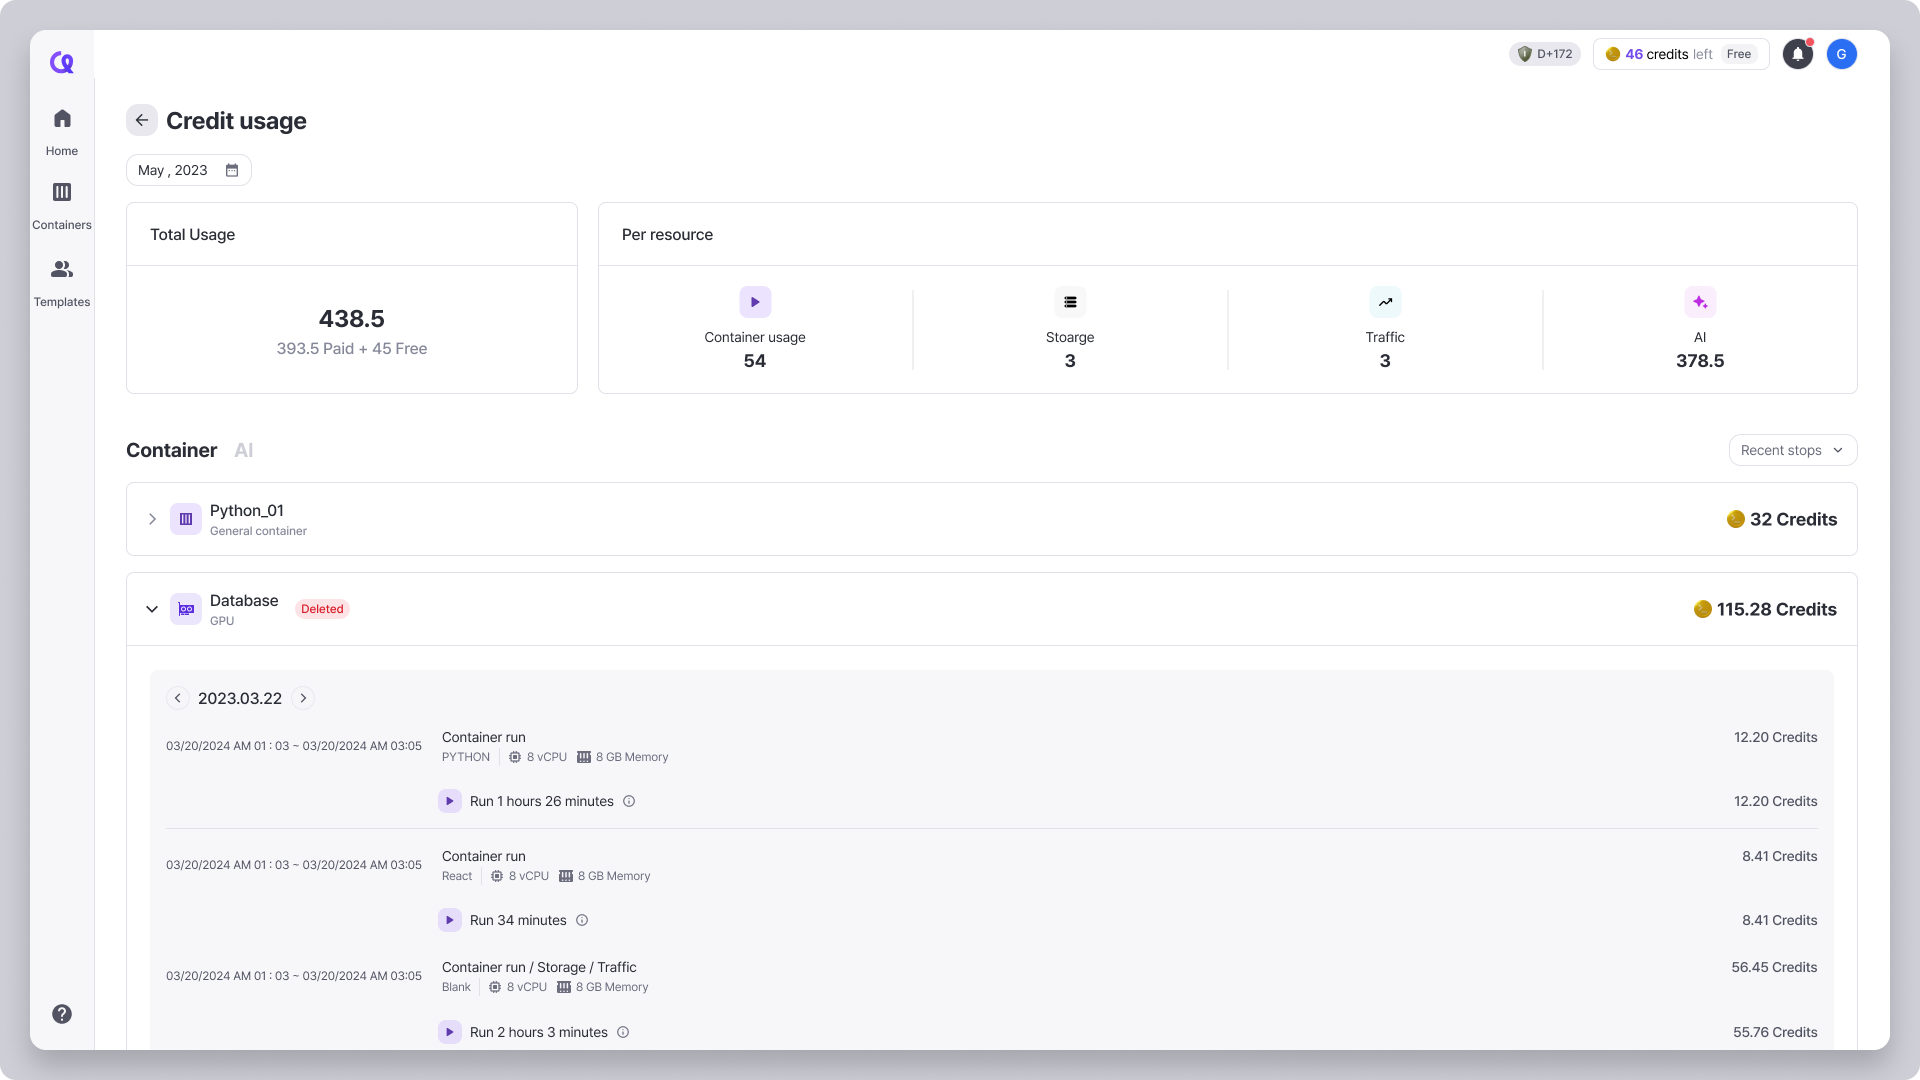 D+172
46 credits left Free
G
Home
Containers
Templates
Credit usage
May , 2023
Total Usage
438.5
393.5 Paid + 45 Free
Per resource
Container usage
54
Stoarge
3
Traffic
3
AI
378.5
Container AI
Recent stops
Python_01
General container
32 Credits
Database
GPU
Deleted
115.28 Credits
2023.03.22
03/20/2024 AM 01 : 03 ~ 03/20/2024 AM 03:05
Container run
PYTHON 8 vCPU 8 GB Memory
12.20 Credits
Run 1 hours 26 minutes
12.20 Credits
03/20/2024 AM 01 : 03 ~ 03/20/2024 AM 03:05
Container run
React 8 vCPU 8 GB Memory
8.41 Credits
Run 34 minutes
8.41 Credits
03/20/2024 AM 01 : 03 ~ 03/20/2024 AM 03:05
Container run / Storage / Traffic
Blank 8 vCPU 8 GB Memory
56.45 Credits
Run 2 hours 3 minutes
55.76 Credits